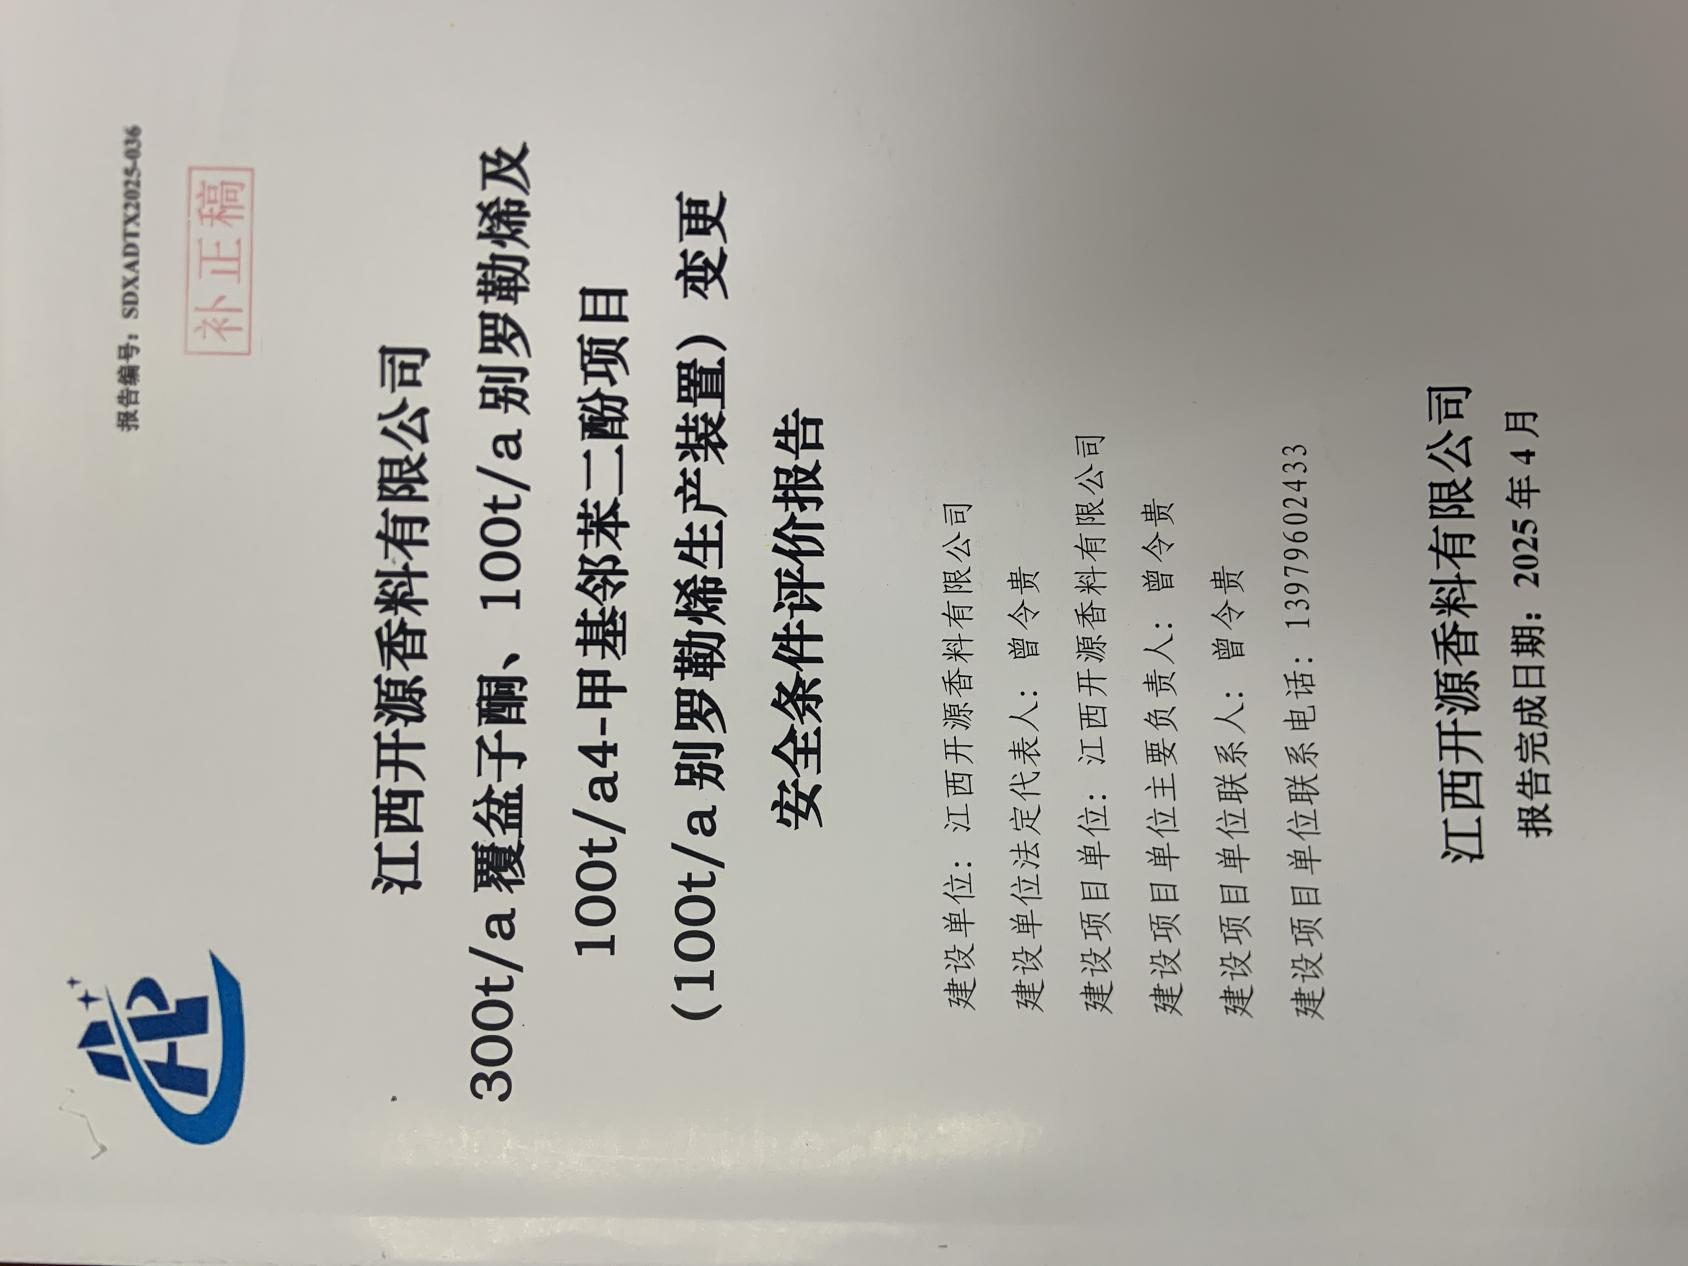 报告编号：SDXADTX2025-036
补正稿
江西开源香料有限公司
300t/a覆盆子酮、100t/a别罗勒烯及
100t/a4-甲基邻苯二酚项目
(100t/a别罗勒烯生产装置）变更
安全条件评价报告
建设单位：江西开源香料有限公司
建设单位法定代表人：曾令贵
建设项目单位：江西开源香料有限公司
建设项目单位主要负责人：曾令贵
建设项目单位联系人：曾令贵
建设项目单位联系电话：13979602433
江西开源香料有限公司
报告完成日期：2025年4月